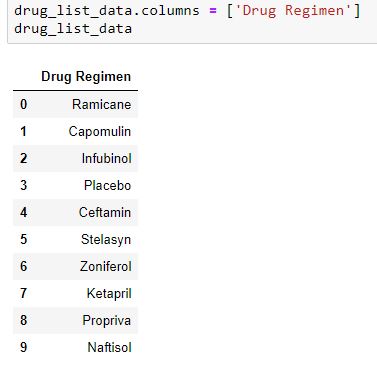 drug_list_data.columns = ['Drug Regimen']
drug_list_data
Drug Regimen
0 Ramicane
1 Capomulin
2 Infubinol
3 Placebo
4 Ceftamin
5 Stelasyn
6 Zoniferol
7 Ketapril
8 Propriva
9 Naftisol